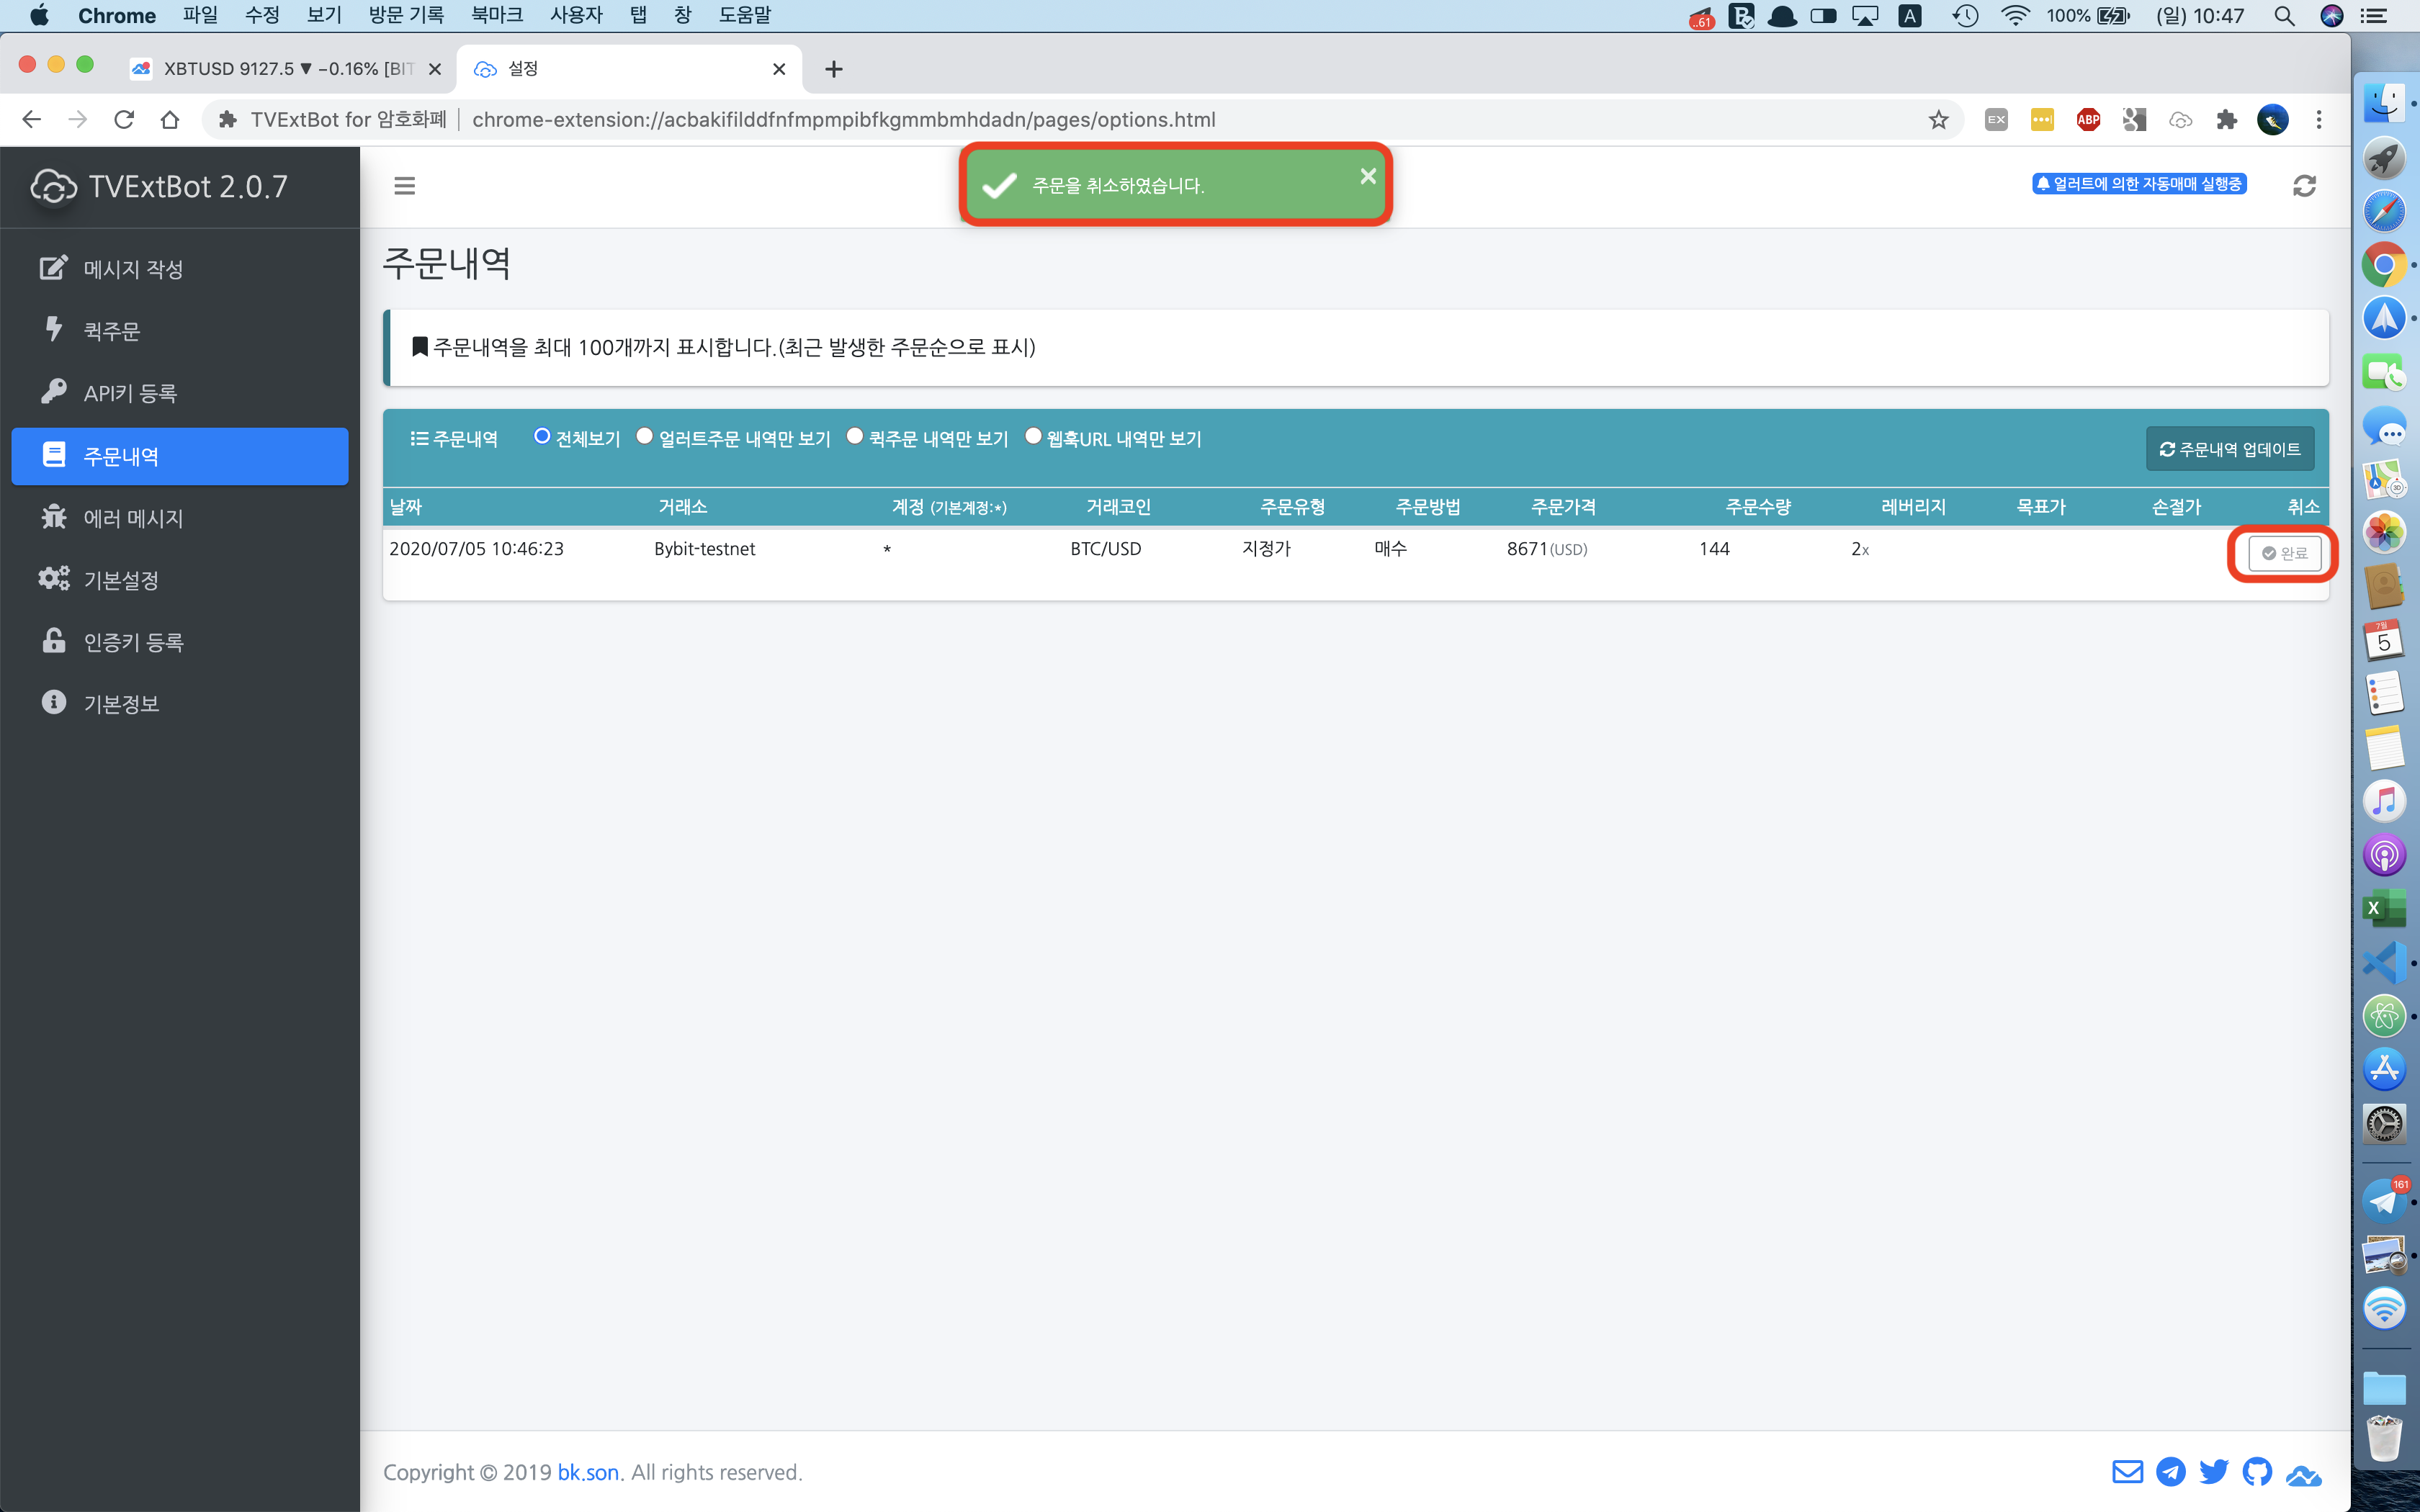 Chrome 파일 수정 보기 방문 기록 북마크 사용자 탭 창 도움말 ..61 A 100% (일) 10:47
XBTUSD 9127.5 ▼ −0.16% [BIT 설정
TVExtBot for 암호화폐 chrome-extension://acbakifilddfnfmpmpibfkgmmbmhdadn/pages/options.html EX ABP
TVExtBot 2.0.7
주문을 취소하였습니다.
얼러트에 의한 자동매매 실행중
메시지 작성
퀵주문
API키 등록
주문내역
에러 메시지
기본설정
인증키 등록
기본정보
주문내역
주문내역을 최대 100개까지 표시합니다.(최근 발생한 주문순으로 표시)
주문내역 전체보기 얼러트주문 내역만 보기 퀵주문 내역만 보기 웹훅URL 내역만 보기 주문내역 업데이트
날짜 거래소 계정 (기본계정:*) 거래코인 주문유형 주문방법 주문가격 주문수량 레버리지 목표가 손절가 취소
2020/07/05 10:46:23 Bybit-testnet * BTC/USD 지정가 매수 8671(USD) 144 2x 완료
Copyright © 2019 bk.son. All rights reserved.
3D
7월
5
X
161